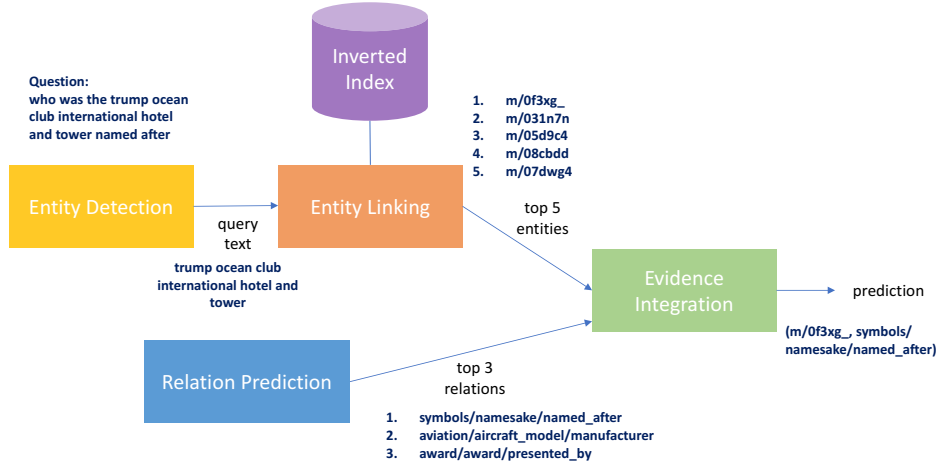 Inverted
Index
Question:
who was the trump ocean
club international hotel
and tower named after
1. m/0f3xg_
2. m/031n7n
3. m/05d9c4
4. m/08cbdd
5. m/07dwg4
Entity Detection
query
text
trump ocean club
international hotel and
tower
Entity Linking
top 5
entities
Evidence
Integration
prediction
(m/0f3xg_, symbols/
namesake/named_after)
Relation Prediction
top 3
relations
1. symbols/namesake/named_after
2. aviation/aircraft_model/manufacturer
3. award/award/presented_by